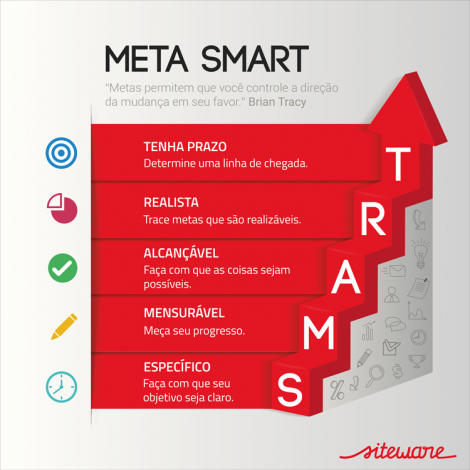 META SMART
“Metas permitem que você controle a direção
da mudança em seu favor.” Brian Tracy
TENHA PRAZO
Determine uma linha de chegada.
T
REALISTA
Trace metas que são realizáveis.
R
ALCANÇÁVEL
Faça com que as coisas sejam
possíveis.
A
MENSURÁVEL
Meça seu progresso.
M
ESPECÍFICO
Faça com que seu
objetivo seja claro.
S
%
siteware